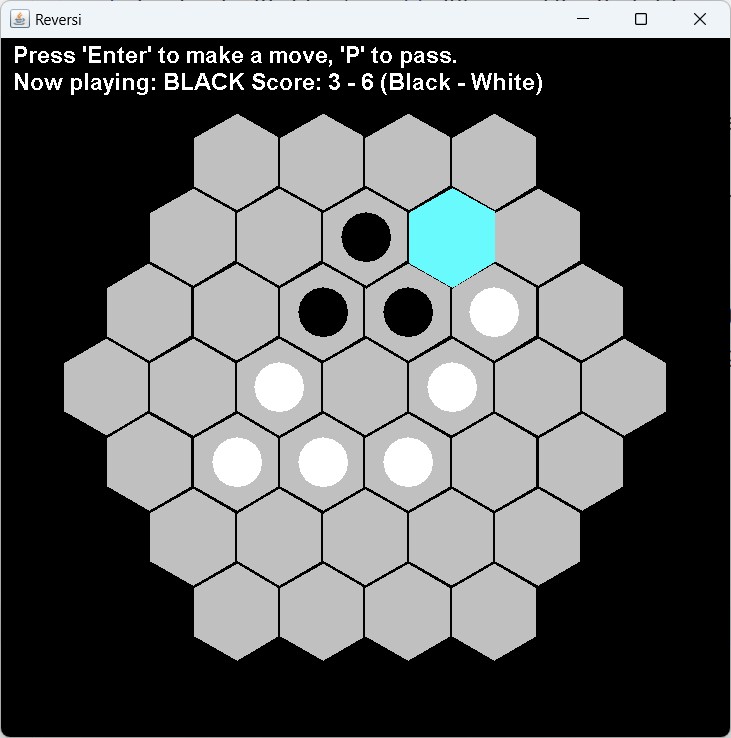 Reversi
Press 'Enter' to make a move, 'P' to pass.
Now playing: BLACK Score: 3 - 6 (Black - White)